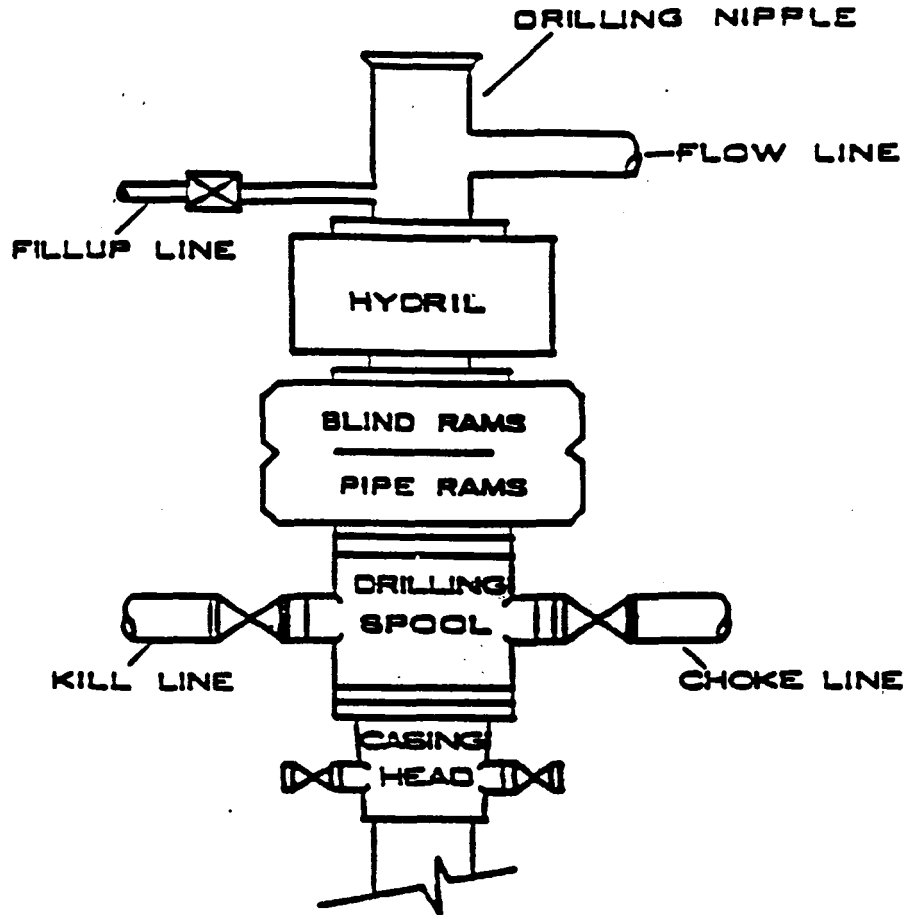 DRILLING NIPPLE
FLOW LINE
FILLUP LINE
HYDRIL
BLIND RAMS
PIPE RAMS
DRILLING
SPOOL
KILL LINE
CHOKE LINE
CASING
HEAD